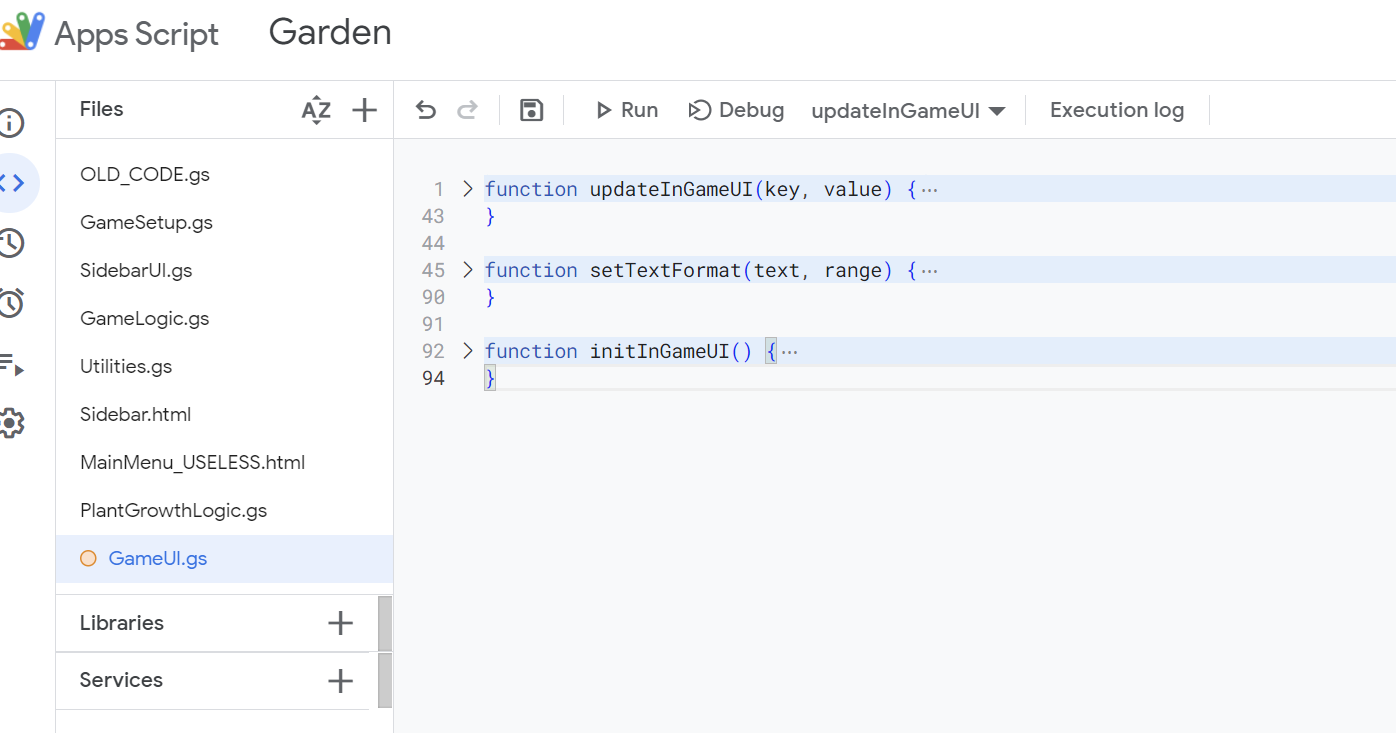 Apps Script Garden
Files
AZ
Run Debug updateInGameUI Execution log
OLD_CODE.gs
GameSetup.gs
SidebarUI.gs
GameLogic.gs
Utilities.gs
Sidebar.html
MainMenu_USELESS.html
PlantGrowthLogic.gs
GameUI.gs
Libraries
Services
1 function updateInGameUI(key, value) {···
43 }
44
45 function setTextFormat(text, range) {···
90 }
91
92 function initInGameUI() {···
94 }